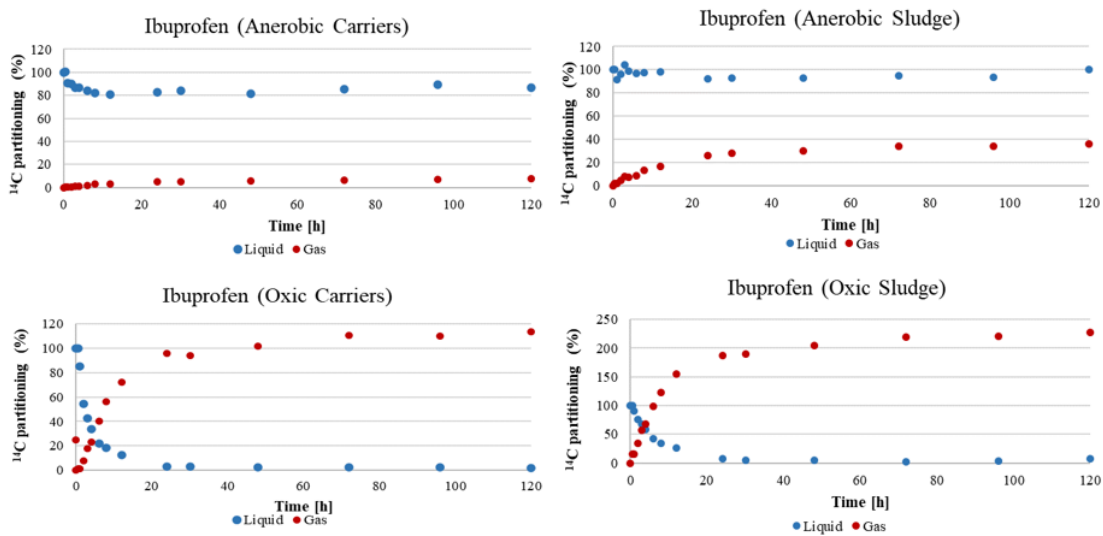 Ibuprofen (Anerobic Carriers)
120
100
80
60
40
20
0
¹⁴C partitioning (%)
0 20 40 60 80 100 120
Time [h]
Liquid Gas
Ibuprofen (Anerobic Sludge)
120
100
80
60
40
20
0
¹⁴C partitioning (%)
0 20 40 60 80 100 120
Time [h]
Liquid Gas
Ibuprofen (Oxic Carriers)
120
100
80
60
40
20
0
¹⁴C partitioning (%)
0 20 40 60 80 100 120
Time [h]
Liquid Gas
Ibuprofen (Oxic Sludge)
250
200
150
100
50
0
¹⁴C partitioning (%)
0 20 40 60 80 100 120
Time [h]
Liquid Gas